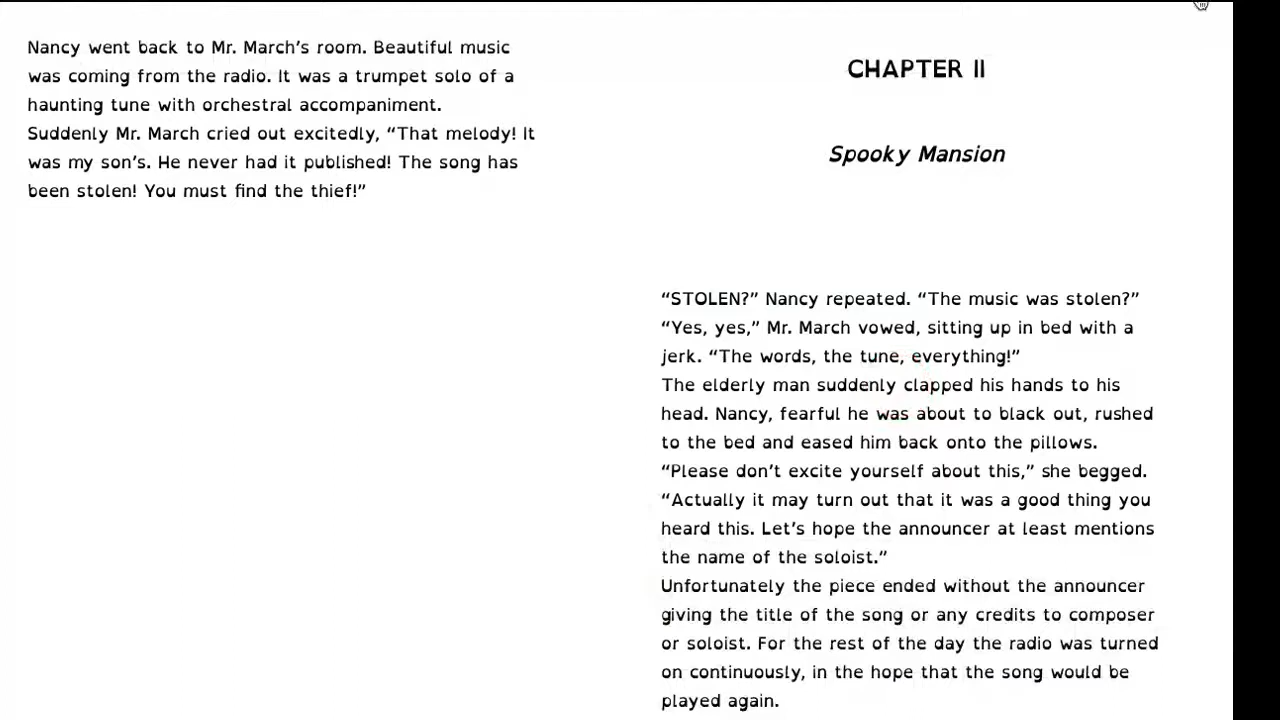 Nancy went back to Mr. March’s room. Beautiful music
was coming from the radio. It was a trumpet solo of a
haunting tune with orchestral accompaniment.
Suddenly Mr. March cried out excitedly, “That melody! It
was my son’s. He never had it published! The song has
been stolen! You must find the thief!”
CHAPTER II
Spooky Mansion
“STOLEN?” Nancy repeated. “The music was stolen?”
“Yes, yes,” Mr. March vowed, sitting up in bed with a
jerk. “The words, the tune, everything!”
The elderly man suddenly clapped his hands to his
head. Nancy, fearful he was about to black out, rushed
to the bed and eased him back onto the pillows.
“Please don’t excite yourself about this,” she begged.
“Actually it may turn out that it was a good thing you
heard this. Let’s hope the announcer at least mentions
the name of the soloist.”
Unfortunately the piece ended without the announcer
giving the title of the song or any credits to composer
or soloist. For the rest of the day the radio was turned
on continuously, in the hope that the song would be
played again.